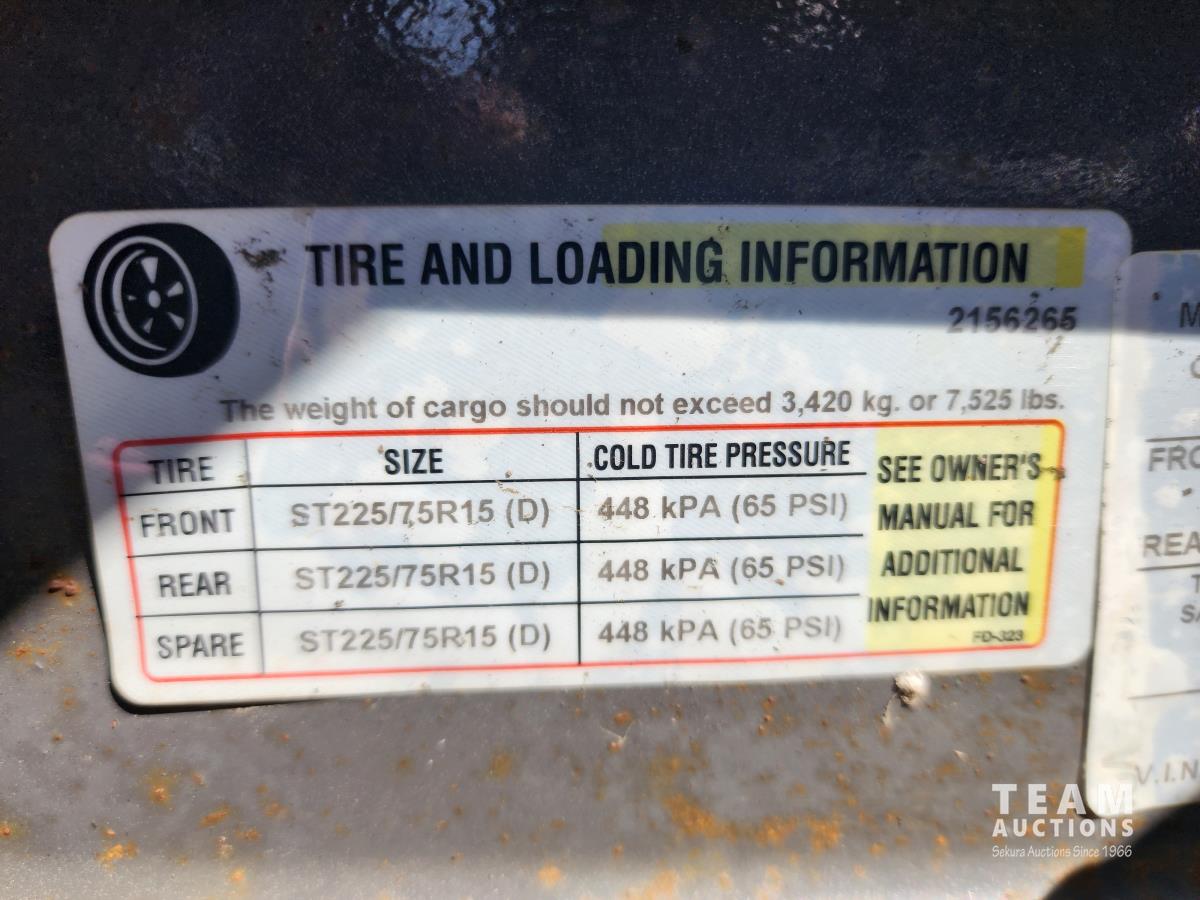 TIRE AND LOADING INFORMATION
2156265
The weight of cargo should not exceed 3,420 kg. or 7,525 lbs.
TIRE SIZE COLD TIRE PRESSURE
FRONT ST225/75R15 (D) 448 kPA (65 PSI)
REAR ST225/75R15 (D) 448 kPA (65 PSI)
SPARE ST225/75R15 (D) 448 kPA (65 PSI)
SEE OWNER'S
MANUAL FOR
ADDITIONAL
INFORMATION
FD-323
FRO
REA
V.I.N
TEAM
AUCTIONS
Sekura Auctions Since 1966